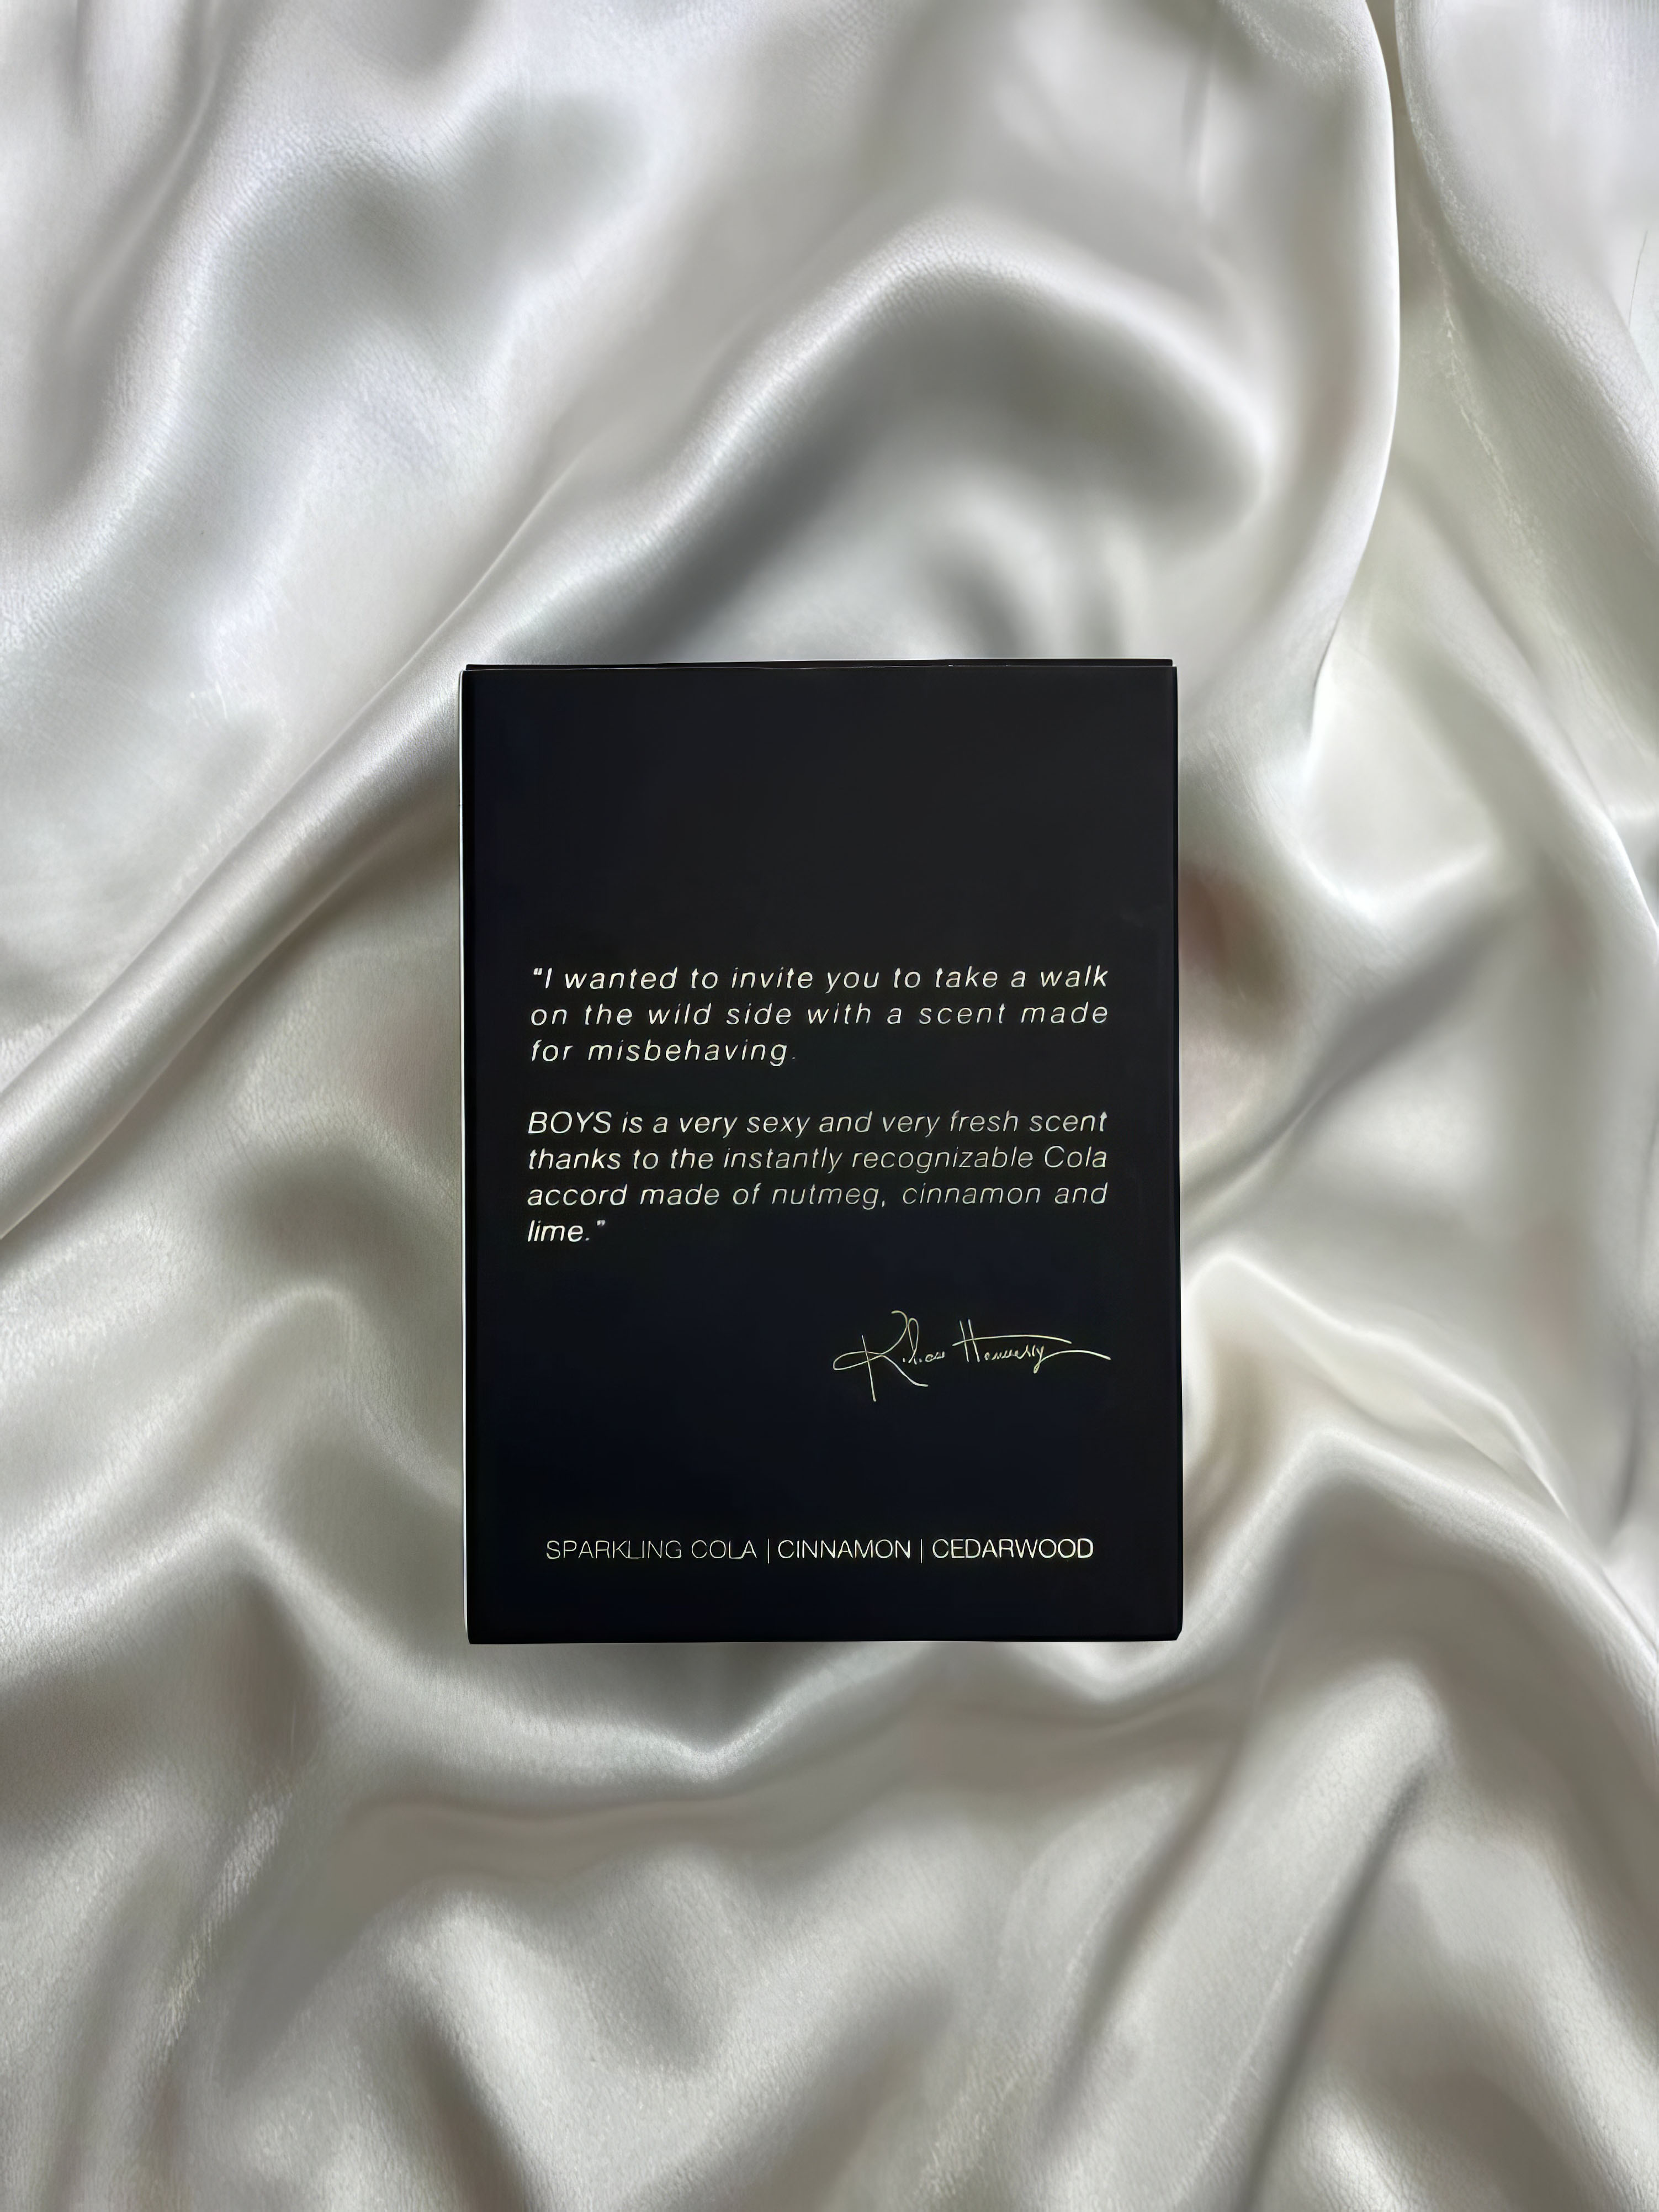 "I wanted to invite you to take a walk
on the wild side with a scent made
for misbehaving.
BOYS is a very sexy and very fresh scent
thanks to the instantly recognizable Cola
accord made of nutmeg, cinnamon and
lime."
Kilian Hennessy
SPARKLING COLA | CINNAMON | CEDARWOOD